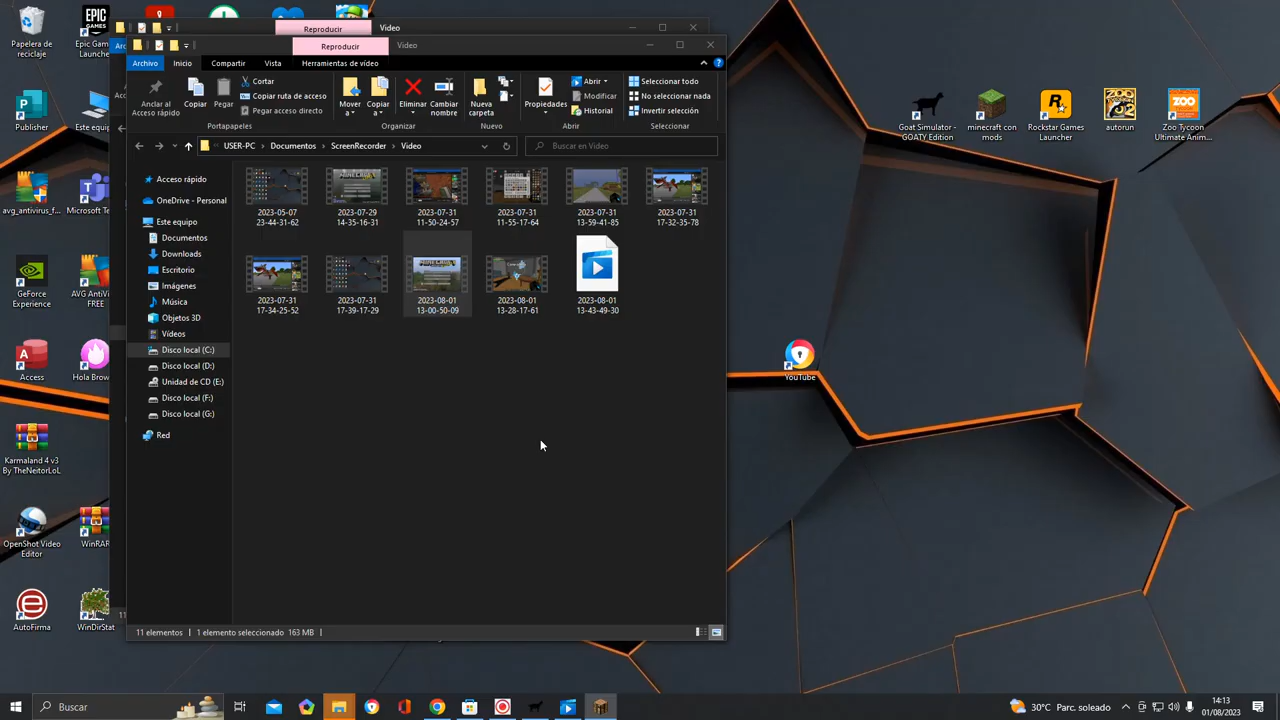 Papelera de
reciclaje
Epic Gam
Launche
Reproducir
Video
Reproducir
Video
Archivo
Inicio
Compartir
Vista
Herramientas de vídeo
Anclar al
Acceso rápido
Copiar
Pegar
Cortar
Copiar ruta de acceso
Pegar acceso directo
Portapapeles
Mover
a
Copiar
a
Eliminar
Cambiar
nombre
Organizar
Nueva
carpeta
Nuevo
Propiedades
Abrir
Modificar
Historial
Abrir
Seleccionar todo
No seleccionar nada
Invertir selección
Seleccionar
USER-PC
Documentos
ScreenRecorder
Video
Buscar en Video
Acceso rápido
OneDrive - Personal
Este equipo
Documentos
Downloads
Escritorio
Imágenes
Música
Objetos 3D
Vídeos
Disco local (C:)
Disco local (D:)
Unidad de CD (E:)
Disco local (F:)
Disco local (G:)
Red
2023-05-07
23-44-31-62
2023-07-29
14-35-16-31
2023-07-31
11-50-24-57
2023-07-31
11-55-17-64
2023-07-31
13-59-41-85
2023-07-31
17-32-35-78
2023-07-31
17-34-25-52
2023-07-31
17-39-17-29
2023-08-01
13-00-50-09
2023-08-01
13-28-17-61
2023-08-01
13-43-49-30
11 elementos
1 elemento seleccionado 163 MB
Publisher
Este equip
avg_antivirus_f...
Microsoft Te
GeForce
Experience
AVG AntiV
FREE
Access
Hola Brow
Karmaland 4 v3
By TheNeitorLoL
OpenShot Video
Editor
WinRAR
AutoFirma
WinDirStat
Goat Simulator -
GOATY Edition
minecraft con
mods
Rockstar Games
Launcher
autorun
Zoo Tycoon
Ultimate Anim...
YouTube
Buscar
30°C Parc. soleado
14:13
01/08/2023